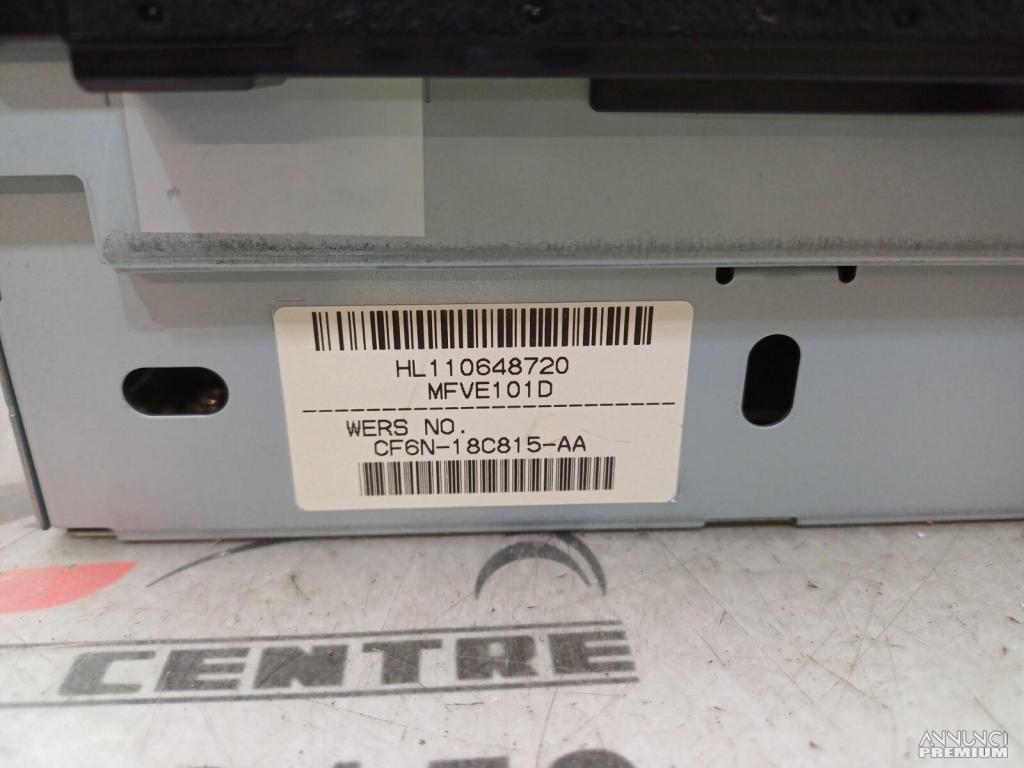 HL110648720
MFVE101D
WERS NO.
CF6N-18C815-AA
CENTRE
ANNUNCI
PREMIUM